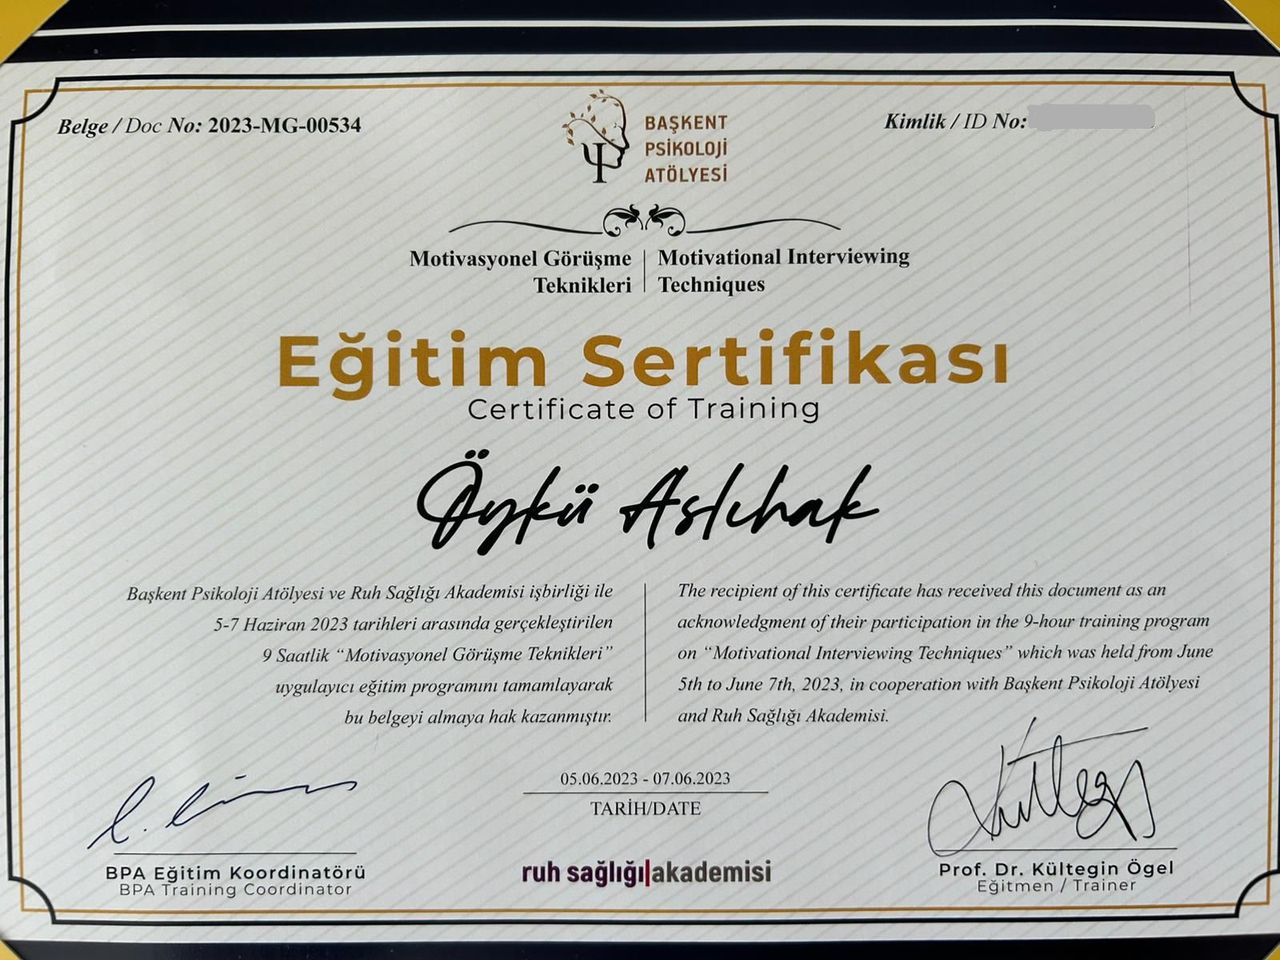 Belge / Doc No: 2023-MG-00534
BAŞKENT
PSİKOLOJİ
ATÖLYESİ
Kimlik / ID No:
Motivasyonel Görüşme
Teknikleri
Motivational Interviewing
Techniques
Eğitim Sertifikası
Certificate of Training
Öykü Aslıhak
Başkent Psikoloji Atölyesi ve Ruh Sağlığı Akademisi işbirliği ile
5-7 Haziran 2023 tarihleri arasında gerçekleştirilen
9 Saatlik “Motivasyonel Görüşme Teknikleri”
uygulayıcı eğitim programını tamamlayarak
bu belgeyi almaya hak kazanmıştır.
The recipient of this certificate has received this document as an
acknowledgment of their participation in the 9-hour training program
on “Motivational Interviewing Techniques” which was held from June
5th to June 7th, 2023, in cooperation with Başkent Psikoloji Atölyesi
and Ruh Sağlığı Akademisi.
05.06.2023 - 07.06.2023
TARİH/DATE
BPA Eğitim Koordinatörü
BPA Training Coordinator
ruh sağlığı|akademisi
Prof. Dr. Kültegin Ögel
Eğitmen / Trainer